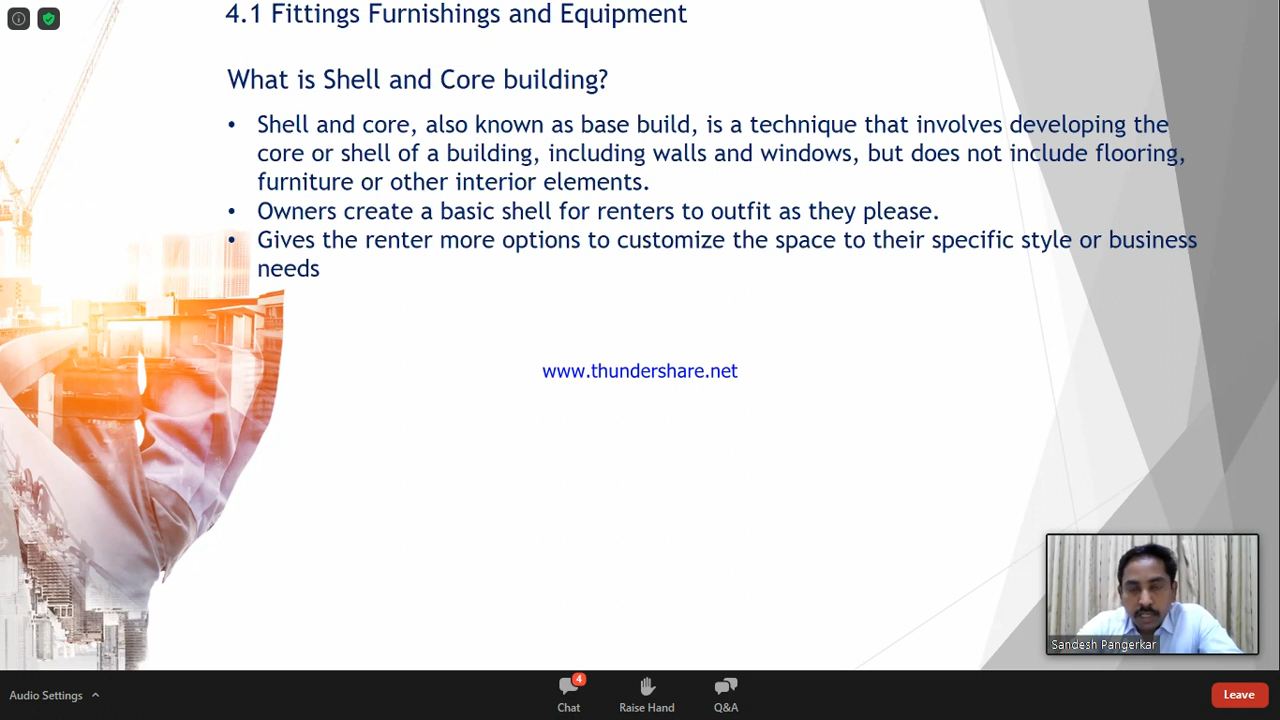 4.1 Fittings Furnishings and Equipment
What is Shell and Core building?
• Shell and core, also known as base build, is a technique that involves developing the
core or shell of a building, including walls and windows, but does not include flooring,
furniture or other interior elements.
• Owners create a basic shell for renters to outfit as they please.
• Gives the renter more options to customize the space to their specific style or business
needs
www.thundershare.net
Sandesh Pangerkar
Audio Settings
4
Chat
Raise Hand
Q&A
Leave